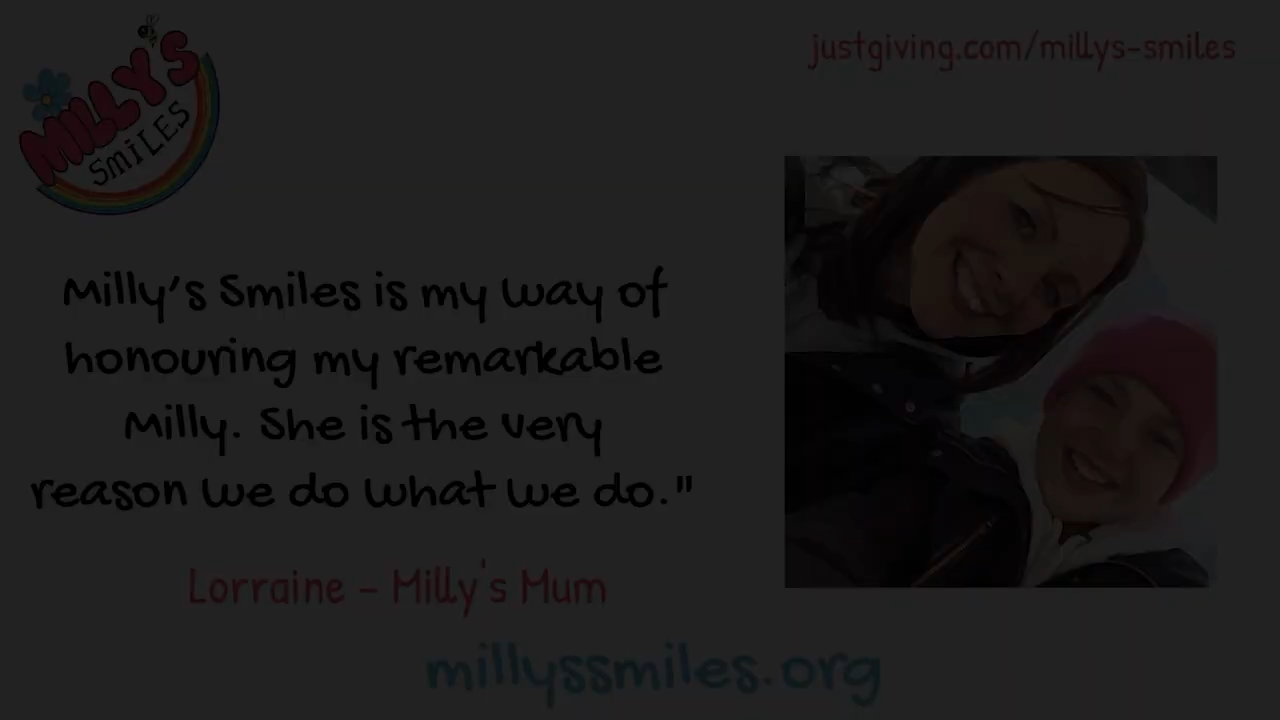 MILLY'S
SMiLES
justgiving.com/millys-smiles
Milly's Smiles is my way of
honouring my remarkable
Milly. She is the very
reason we do what we do."
Lorraine - Milly's Mum
millyssmiles.org